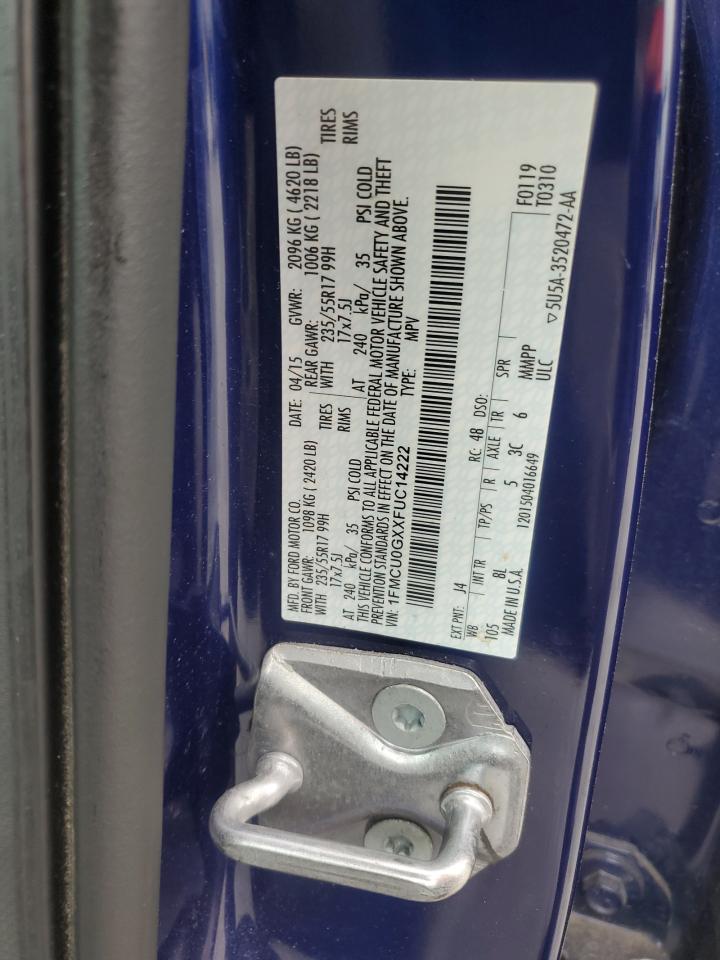 MFD. BY FORD MOTOR CO. DATE: 04/15 GVWR: 2096 KG ( 4620 LB)
FRONT GAWR: 1098 KG ( 2420 LB) REAR GAWR: 1006 KG ( 2218 LB)
WITH 235/55R17 99H TIRES WITH 235/55R17 99H TIRES
17x7.5J RIMS 17x7.5J RIMS
AT 240 kPa/ 35 PSI COLD AT 240 kPa/ 35 PSI COLD
THIS VEHICLE CONFORMS TO ALL APPLICABLE FEDERAL MOTOR VEHICLE SAFETY AND THEFT
PREVENTION STANDARDS IN EFFECT ON THE DATE OF MANUFACTURE SHOWN ABOVE.
VIN: 1FMCU0GXXFUC14222 TYPE: MPV
EXT PNT: J4 RC: 48 DSO: F0119
WB INT TR TP/PS R AXLE TR SPR T0310
105 8L 5 3C 6 MMPP
MADE IN U.S.A. 1201504016649 ULC ▽ 5U5A-3520472-AA